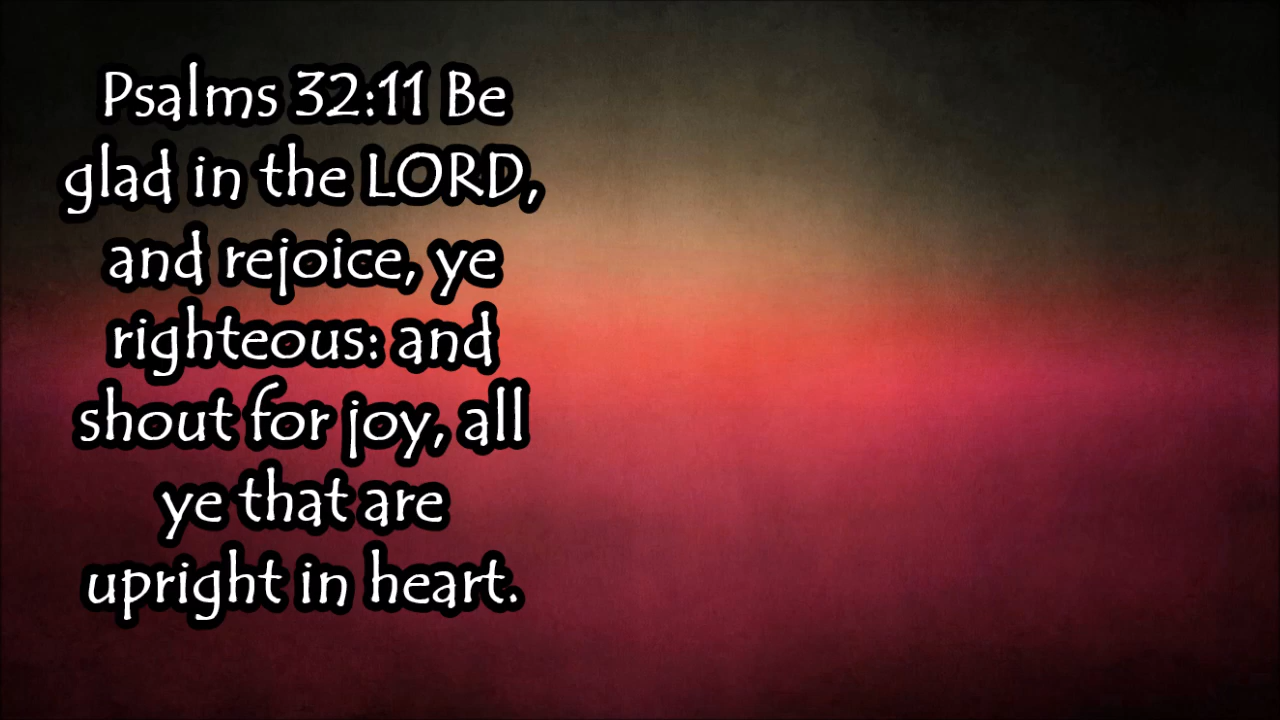 Psalms 32:11 Be
glad in the LORD,
and rejoice, ye
righteous: and
shout for joy, all
ye that are
upright in heart.